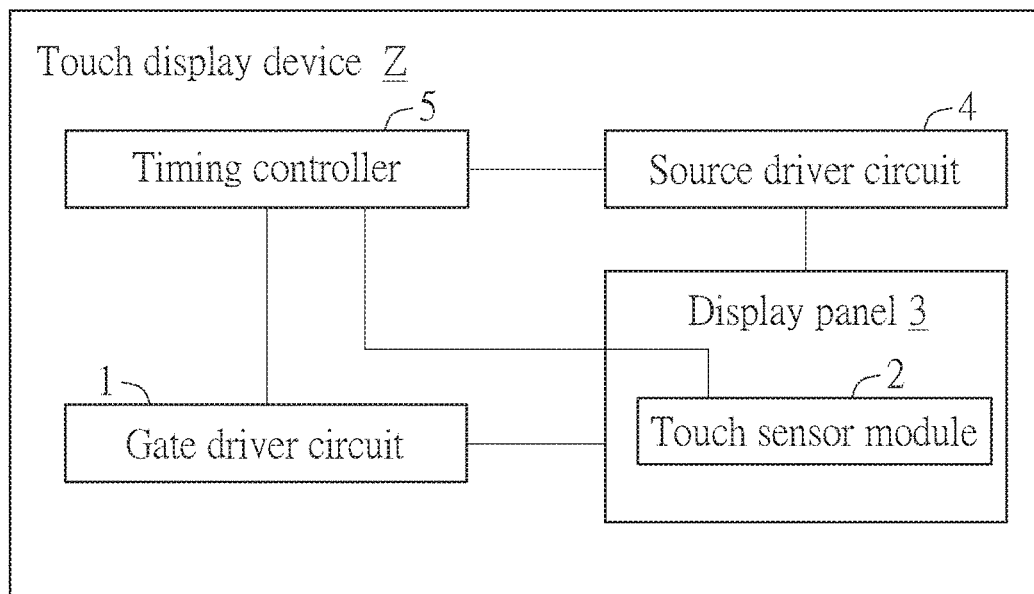 Touch display device Z
5
Timing controller
4
Source driver circuit
Display panel 3
1
Gate driver circuit
2
Touch sensor module